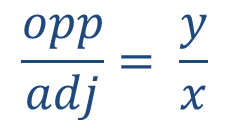 opp/adj = y/x